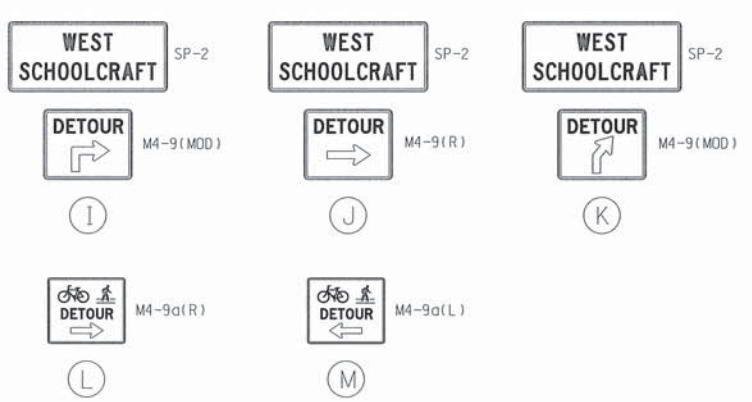 WEST
SCHOOLCRAFT
SP-2
DETOUR
M4-9(MOD)
I
WEST
SCHOOLCRAFT
SP-2
DETOUR
M4-9(R)
J
WEST
SCHOOLCRAFT
SP-2
DETOUR
M4-9(MOD)
K
DETOUR
M4-9a(R)
L
DETOUR
M4-9a(L)
M